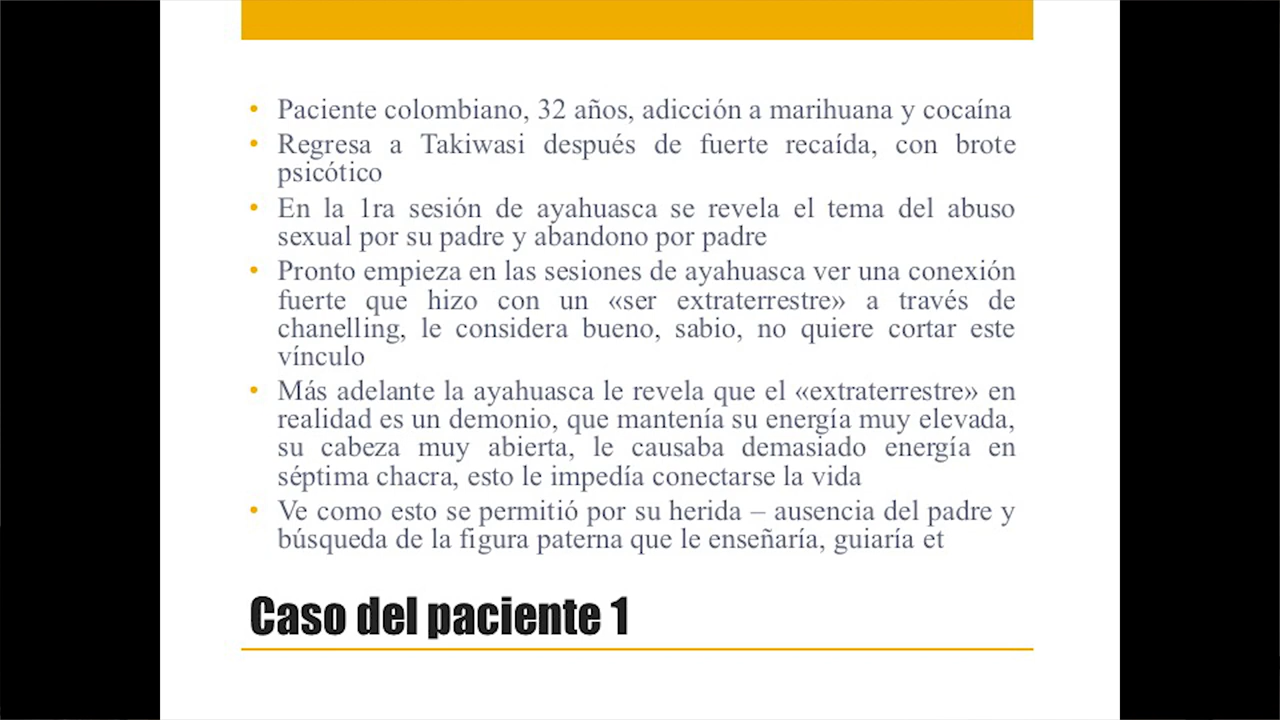 • Paciente colombiano, 32 años, adicción a marihuana y cocaína
• Regresa a Takiwasi después de fuerte recaída, con brote
psicótico
• En la 1ra sesión de ayahuasca se revela el tema del abuso
sexual por su padre y abandono por padre
• Pronto empieza en las sesiones de ayahuasca ver una conexión
fuerte que hizo con un «ser extraterrestre» a través de
chanelling, le considera bueno, sabio, no quiere cortar este
vínculo
• Más adelante la ayahuasca le revela que el «extraterrestre» en
realidad es un demonio, que mantenía su energía muy elevada,
su cabeza muy abierta, le causaba demasiado energía en
séptima chacra, esto le impedía conectarse la vida
• Ve como esto se permitió por su herida – ausencia del padre y
búsqueda de la figura paterna que le enseñaría, guiaría et
Caso del paciente 1